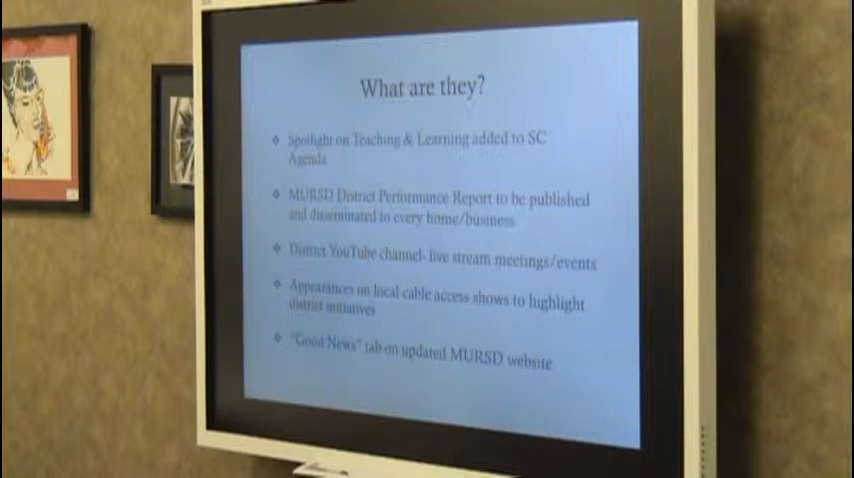 What are they?
❖ Spotlight on Teaching & Learning added to SC
Agenda
❖ MURSD District Performance Report to be published
and disseminated to every home/business
❖ District YouTube channel- live stream meetings/events
❖ Appearances on local cable access shows to highlight
district initiatives
❖ "Good News" tab on updated MURSD website